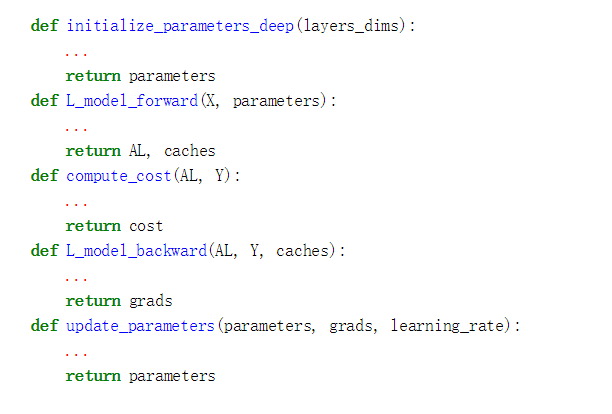 def initialize_parameters_deep(layers_dims):
    ...
    return parameters
def L_model_forward(X, parameters):
    ...
    return AL, caches
def compute_cost(AL, Y):
    ...
    return cost
def L_model_backward(AL, Y, caches):
    ...
    return grads
def update_parameters(parameters, grads, learning_rate):
    ...
    return parameters